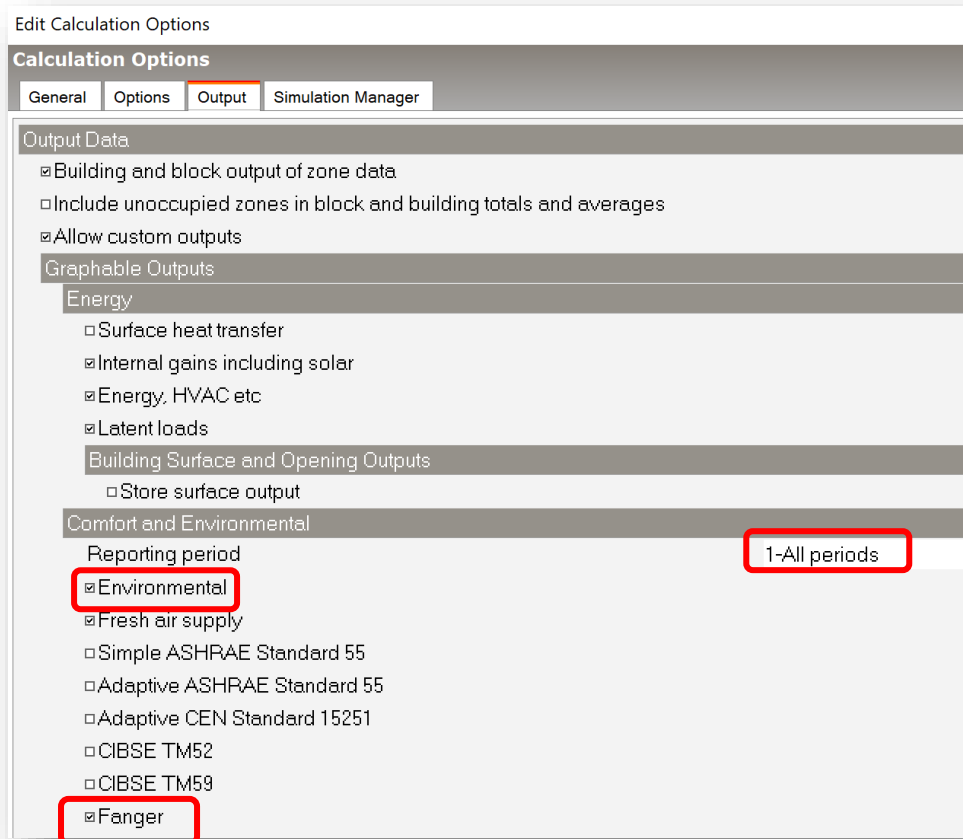 Edit Calculation Options
Calculation Options
General Options Output Simulation Manager
Output Data
Building and block output of zone data
Include unoccupied zones in block and building totals and averages
Allow custom outputs
Graphable Outputs
Energy
Surface heat transfer
Internal gains including solar
Energy, HVAC etc
Latent loads
Building Surface and Opening Outputs
Store surface output
Comfort and Environmental
Reporting period 1-All periods
Environmental
Fresh air supply
Simple ASHRAE Standard 55
Adaptive ASHRAE Standard 55
Adaptive CEN Standard 15251
CIBSE TM52
CIBSE TM59
Fanger